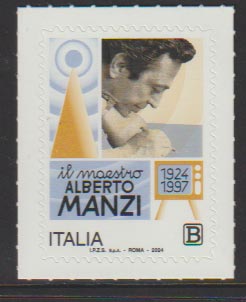 il maestro
ALBERTO
MANZI
1924
1997
ITALIA
B
I.P.Z.S. S.p.A. - ROMA - 2024